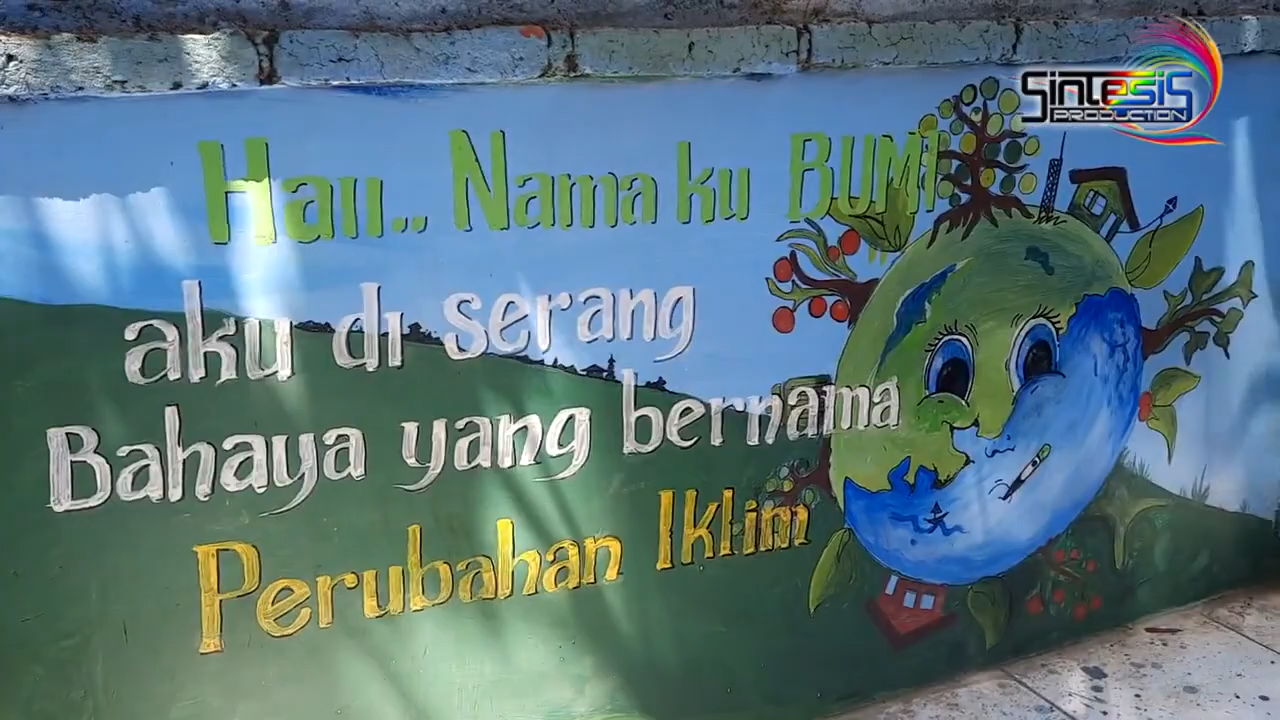 Haii.. Nama ku BUMI
aku di serang
Bahaya yang bernama
Perubahan Iklim
SINTESIS
PRODUCTION